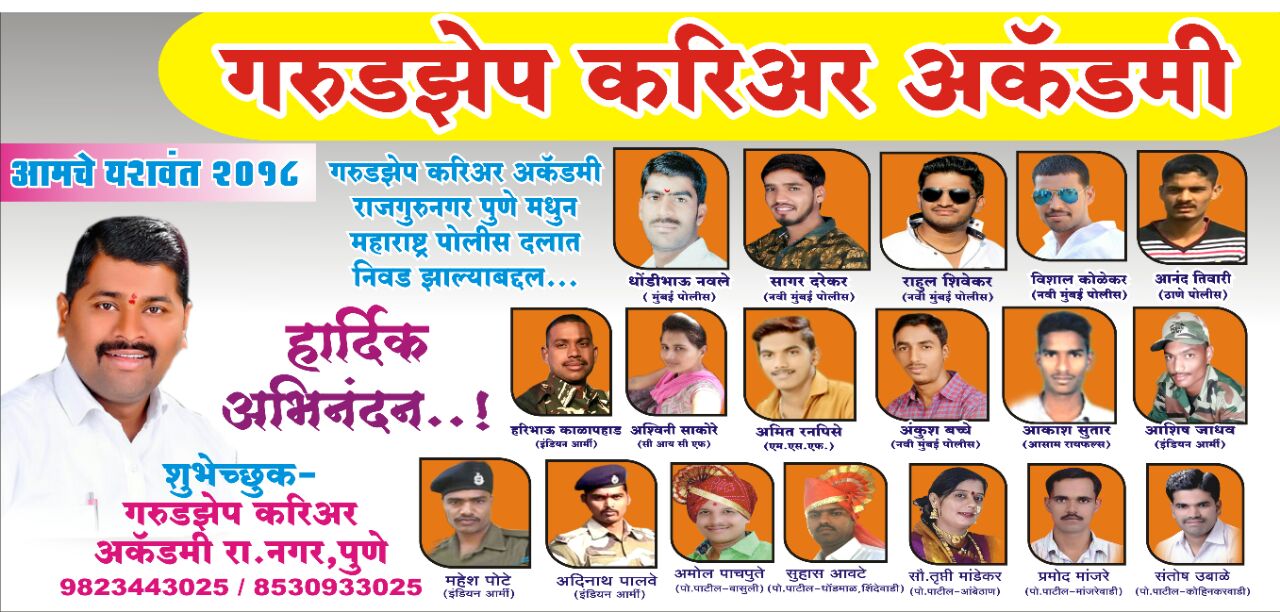 गरुडझेप करिअर अकॅडमी
आमचे यशवंत २०१८
गरुडझेप करिअर अकॅडमी
राजगुरुनगर पुणे मधुन
महाराष्ट्र पोलीस दलात
निवड झाल्याबद्दल...
हार्दिक
अभिनंदन..!
शुभेच्छुक-
गरुडझेप करिअर
अकॅडमी रा.नगर,पुणे
9823443025 / 8530933025
धोंडीभाऊ नवले
( मुंबई पोलीस)
सागर दरेकर
(नवी मुंबई पोलीस)
राहुल शिवेकर
(नवी मुंबई पोलीस)
विशाल कोळेकर
(नवी मुंबई पोलीस)
आनंद तिवारी
(ठाणे पोलीस)
हरिभाऊ काळापहाड
(इंडियन आर्मी)
अश्विनी साकोरे
(सी आय सी एफ)
अमित रनपिसे
(एम.एस.एफ.)
अंकुश बच्चे
(नवी मुंबई पोलीस)
आकाश सुतार
(आसाम रायफल्स)
आशिष जाधव
(इंडियन आर्मी)
महेश पोटे
(इंडियन आर्मी)
अदिनाथ पालवे
(इंडियन आर्मी)
अमोल पाचपुते
(पो.पाटील-वासुली)
सुहास आवटे
(पो.पाटील-धोंडमाळ,शिंदेवाडी)
सौ.तृप्ती मांडेकर
(पो.पाटील-आंबेठाण)
प्रमोद मांजरे
(पो.पाटील-मांजरेवाडी)
संतोष उबाळे
(पो.पाटील-कोहिनकरवाडी)